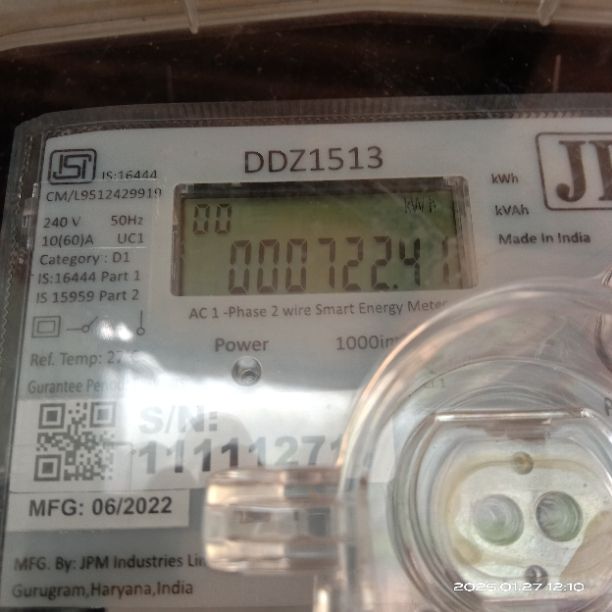 DDZ1513
IS:16444
CM/L9512429919
240 V 50Hz
10(60)A UC1
Category : D1
IS:16444 Part 1
IS 15959 Part 2
00
kWh
000722.41
kWh
kVAh
Made In India
AC 1 -Phase 2 wire Smart Energy Meter
Power
Ref. Temp:
Gurantee
S/N:
MFG: 06/2022
MFG. By: JPM Industries
Gurugram,Haryana,India
2025.01.27 12:10